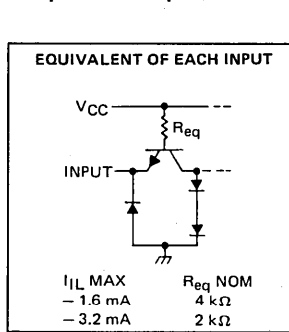 EQUIVALENT OF EACH INPUT
VCC
Req
INPUT
IIL MAX Req NOM
– 1.6 mA 4 kΩ
– 3.2 mA 2 kΩ